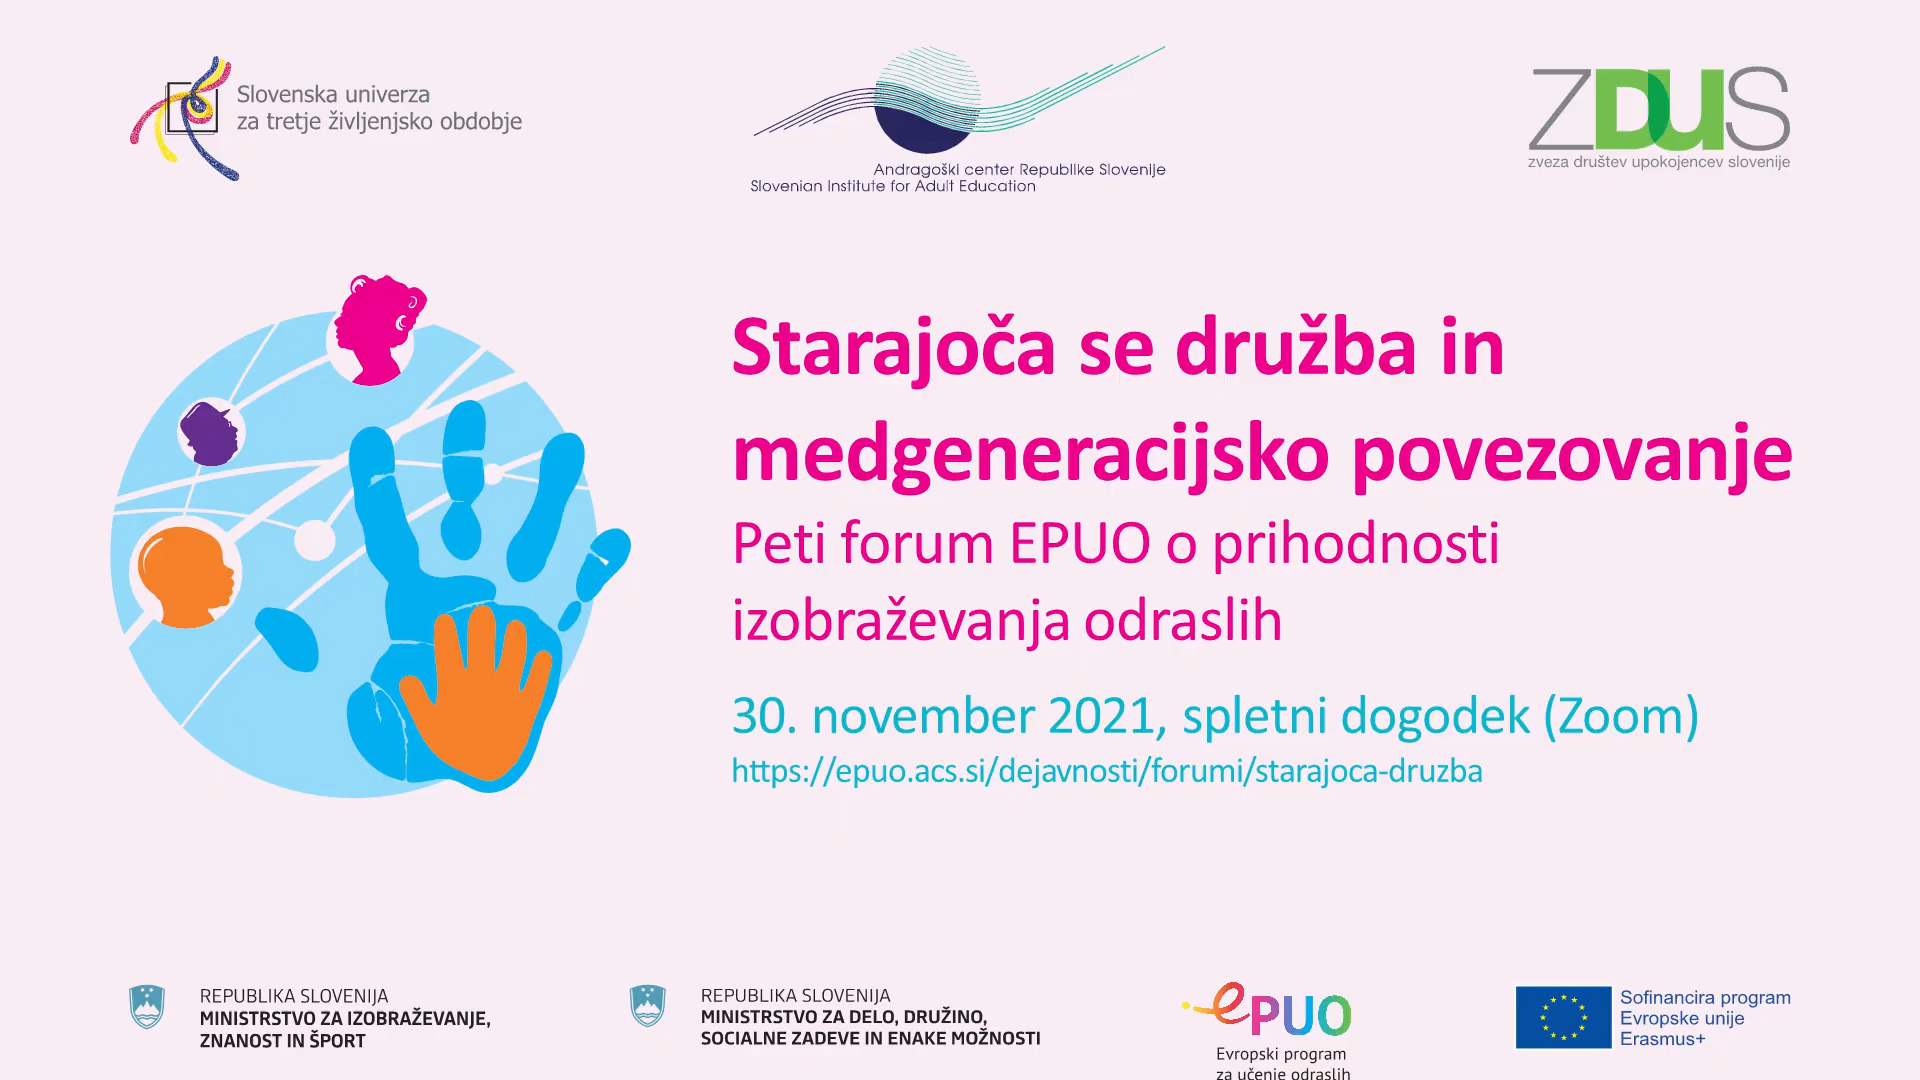 Slovenska univerza
za tretje življenjsko obdobje
Andragoški center Republike Slovenije
Slovenian Institute for Adult Education
ZDUS
zveza društev upokojencev slovenije
Starajoča se družba in
medgeneracijsko povezovanje
Peti forum EPUO o prihodnosti
izobraževanja odraslih
30. november 2021, spletni dogodek (Zoom)
https://epuo.acs.si/dejavnosti/forumi/starajoca-druzba
REPUBLIKA SLOVENIJA
MINISTRSTVO ZA IZOBRAŽEVANJE,
ZNANOST IN ŠPORT
REPUBLIKA SLOVENIJA
MINISTRSTVO ZA DELO, DRUŽINO,
SOCIALNE ZADEVE IN ENAKE MOŽNOSTI
ePUO
Evropski program
za učenje odraslih
Sofinancira program
Evropske unije
Erasmus+